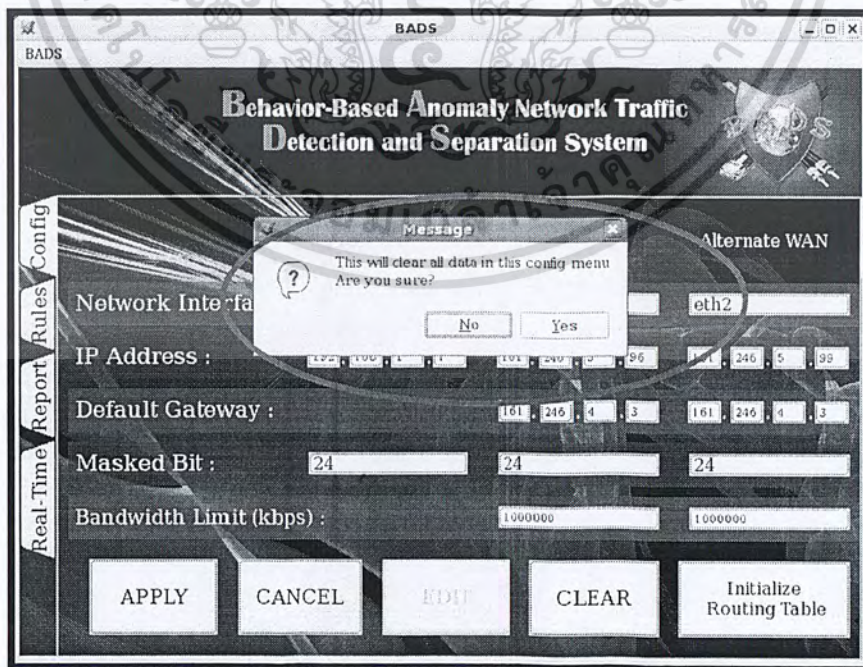 BADS
BADS
Behavior-Based Anomaly Network Traffic
Detection and Separation System
Config
Rules
Report
Real-Time
Message
This will clear all data in this config menu
Are you sure?
No Yes
Alternate WAN
Network Interfa eth2
IP Address : 96 161 . 246 . 5 . 99
Default Gateway : 161 . 246 . 4 . 3 161 . 246 . 4 . 3
Masked Bit : 24 24 24
Bandwidth Limit (kbps) : 1000000 1000000
APPLY CANCEL EDIT CLEAR Initialize
Routing Table